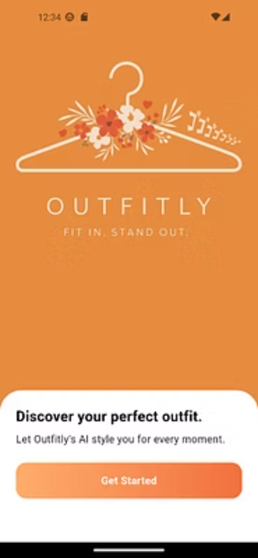 12:34
OUTFITLY
FIT IN. STAND OUT.
Discover your perfect outfit.
Let Outfitly's AI style you for every moment.
Get Started